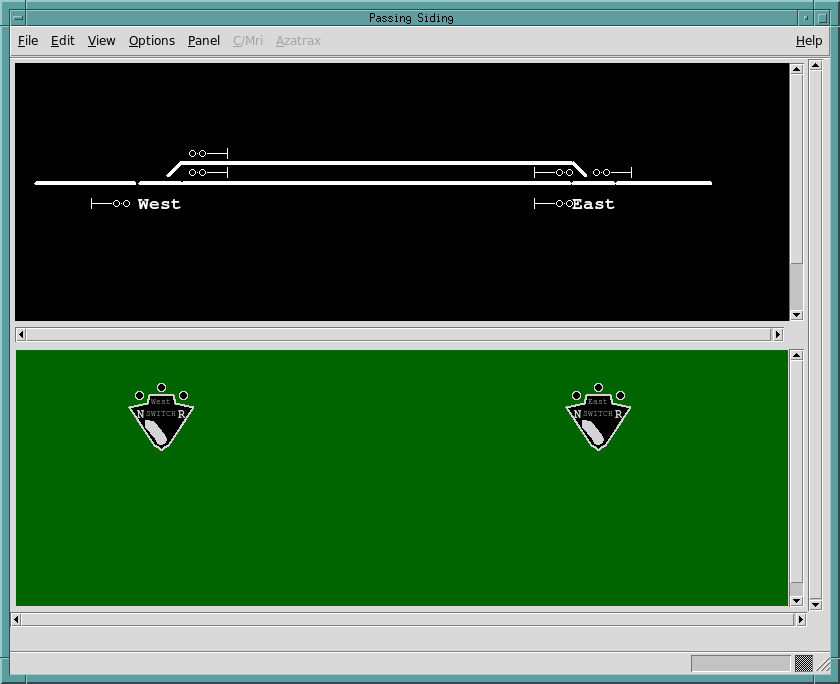 Passing Siding
File Edit View Options Panel C/Mri Azatrax Help
West East
West East
N SWITCH R N SWITCH R